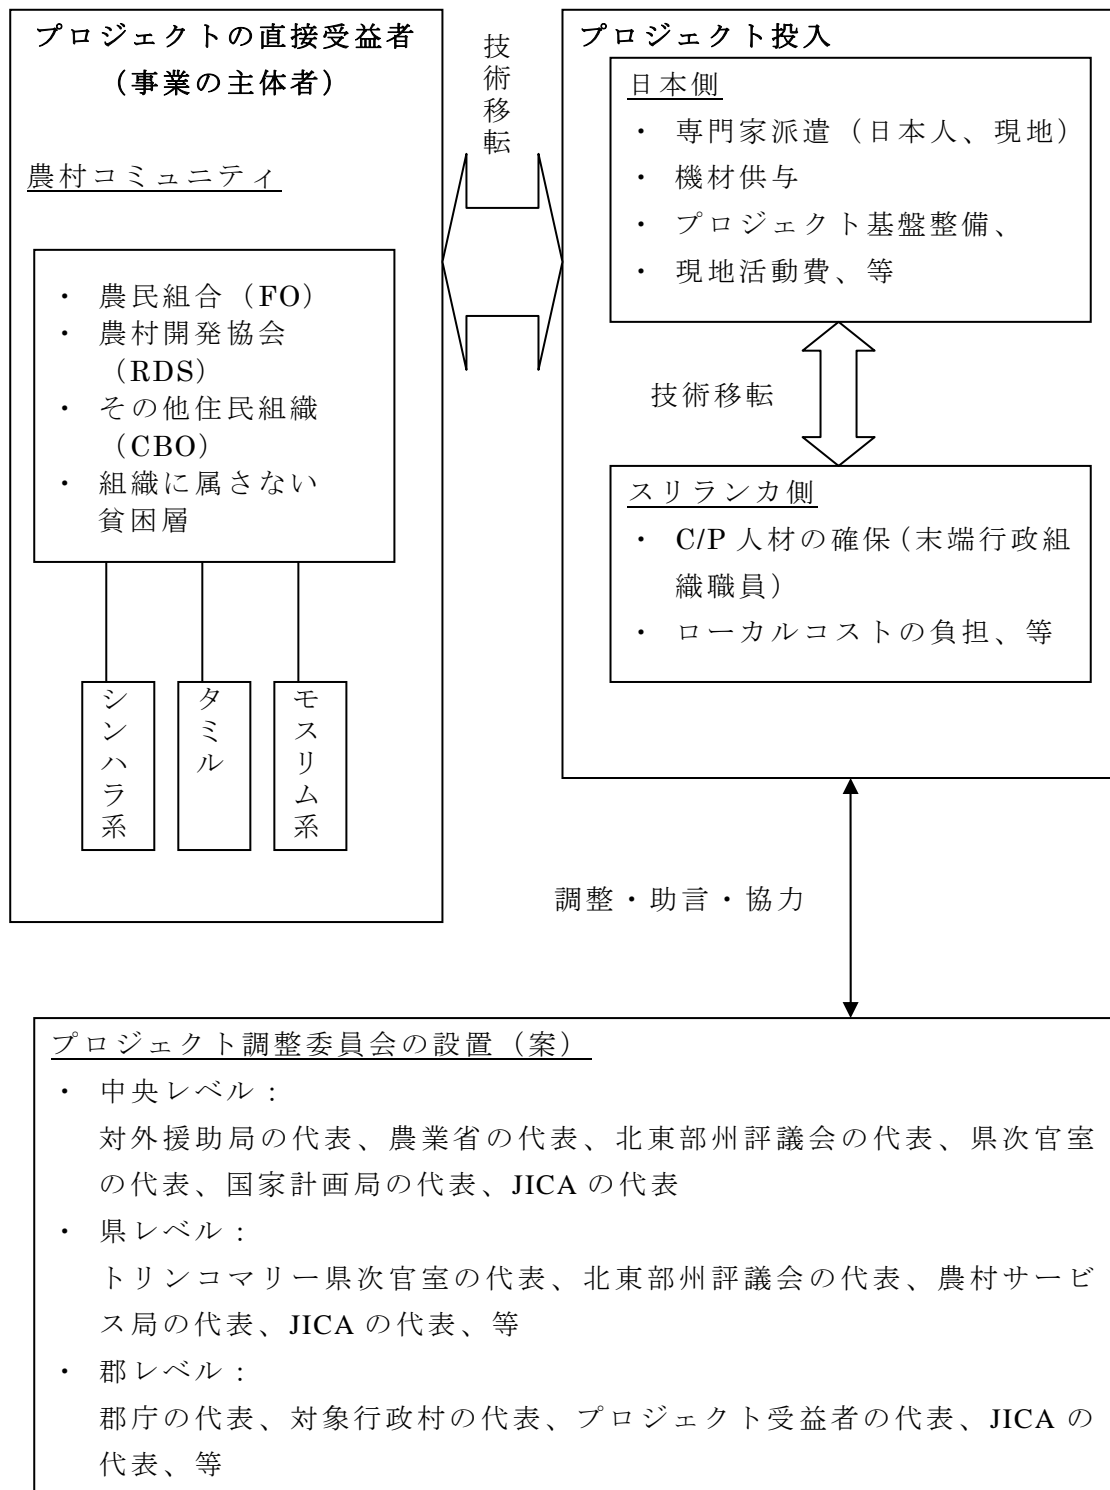 プロジェクトの直接受益者
（事業の主体者）
農村コミュニティ
・ 農民組合（FO）
・ 農村開発協会
（RDS）
・ その他住民組織
（CBO）
・ 組織に属さない
貧困層
シンハラ系
タミル
モスリム系
技術移転
プロジェクト投入
日本側
・ 専門家派遣（日本人、現地）
・ 機材供与
・ プロジェクト基盤整備、
・ 現地活動費、等
技術移転
スリランカ側
・ C/P 人材の確保（末端行政組
織職員）
・ ローカルコストの負担、等
調整・助言・協力
プロジェクト調整委員会の設置（案）
・ 中央レベル：
対外援助局の代表、農業省の代表、北東部州評議会の代表、県次官室
の代表、国家計画局の代表、JICA の代表
・ 県レベル：
トリンコマリー県次官室の代表、北東部州評議会の代表、農村サービ
ス局の代表、JICA の代表、等
・ 郡レベル：
郡庁の代表、対象行政村の代表、プロジェクト受益者の代表、JICA の
代表、等